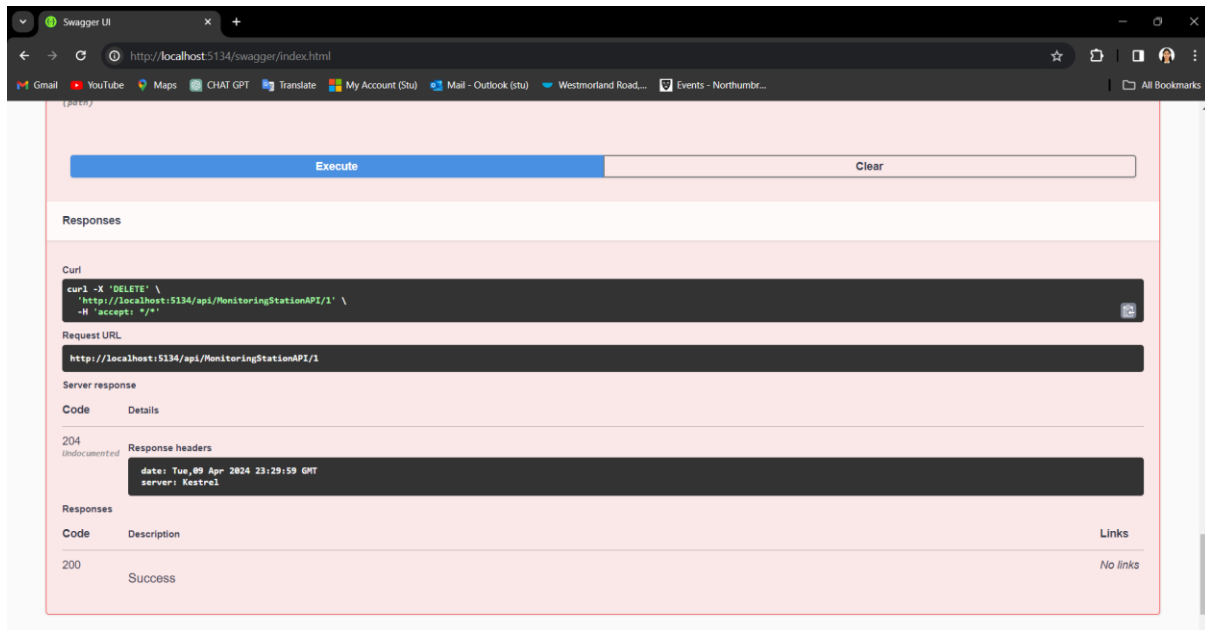 Swagger UI
http://localhost:5134/swagger/index.html
Gmail YouTube Maps CHAT GPT Translate My Account (Stu) Mail - Outlook (stu) Westmorland Road,... Events - Northumbr... All Bookmarks
(path)
Execute Clear
Responses
Curl
curl -X 'DELETE' \
'http://localhost:5134/api/MonitoringStationAPI/1' \
-H 'accept: */*'
Request URL
http://localhost:5134/api/MonitoringStationAPI/1
Server response
Code Details
204
Undocumented
Response headers
date: Tue,09 Apr 2024 23:29:59 GMT
server: Kestrel
Responses
Code Description Links
200 No links
Success